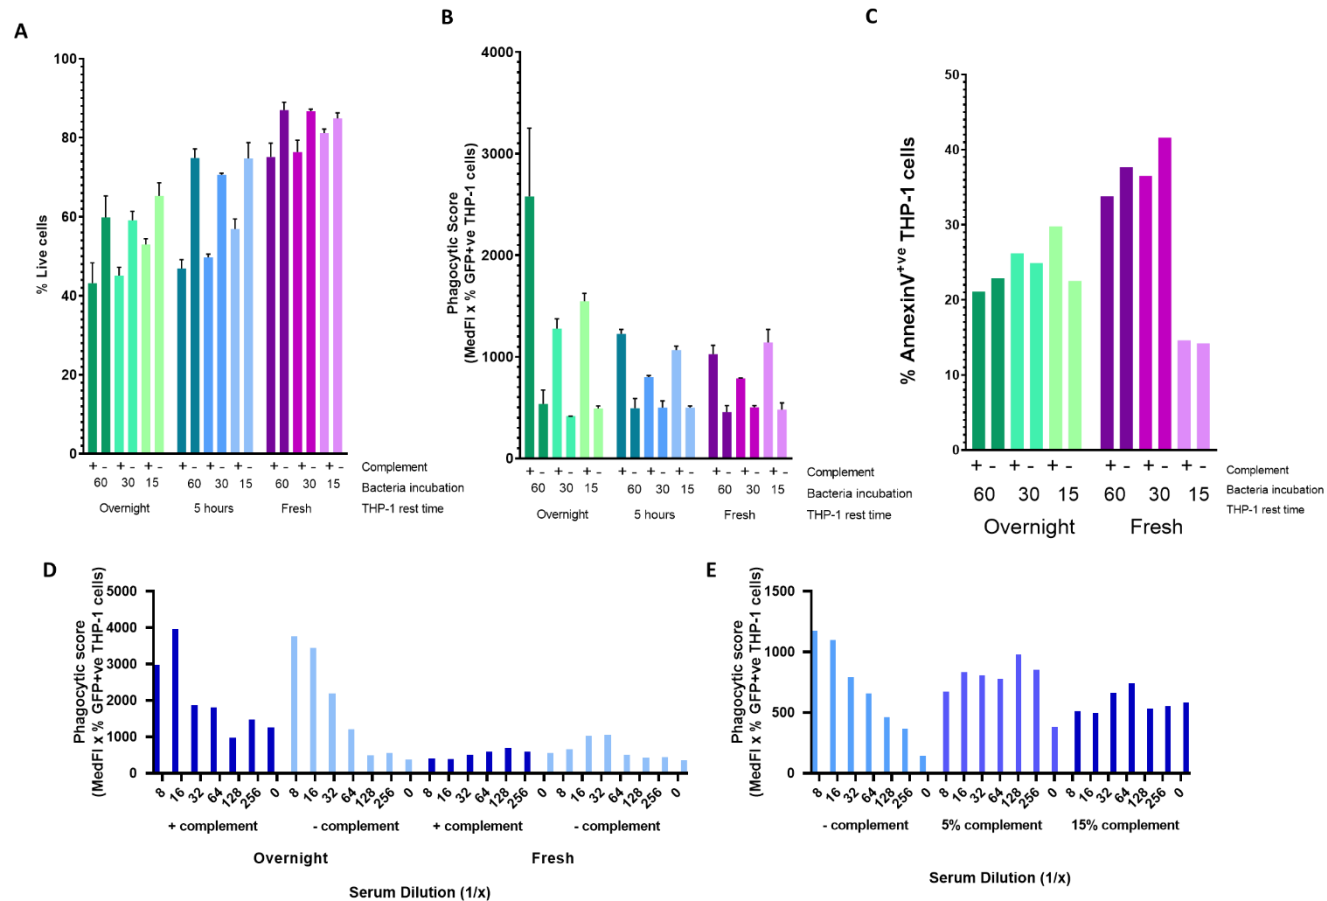 A
% Live cells
100
80
60
40
20
0
+ - + - + - + - + - + - + - + - + - Complement
60 30 15 60 30 15 60 30 15 Bacteria incubation
Overnight 5 hours Fresh THP-1 rest time
B
Phagocytic Score
(MedFI x % GFP+ve THP-1 cells)
4000
3000
2000
1000
0
+ - + - + - + - + - + - + - + - + - Complement
60 30 15 60 30 15 60 30 15 Bacteria incubation
Overnight 5 hours Fresh THP-1 rest time
C
% AnnexinV+ve THP-1 cells
50
40
30
20
10
0
+ - + - + - + - + - + - Complement
60 30 15 60 30 15 Bacteria incubation
Overnight Fresh THP-1 rest time
D
Phagocytic score
(MedFI x % GFP+ve THP-1 cells)
5000
4000
3000
2000
1000
0
8 16 32 64 128 256 0 8 16 32 64 128 256 0 8 16 32 64 128 256 0 8 16 32 64 128 256 0
+ complement - complement + complement - complement
Overnight Fresh
Serum Dilution (1/x)
E
Phagocytic score
(MedFI x % GFP+ve THP-1 cells)
1500
1000
500
0
8 16 32 64 128 256 0 8 16 32 64 128 256 0 8 16 32 64 128 256 0
- complement 5% complement 15% complement
Serum Dilution (1/x)